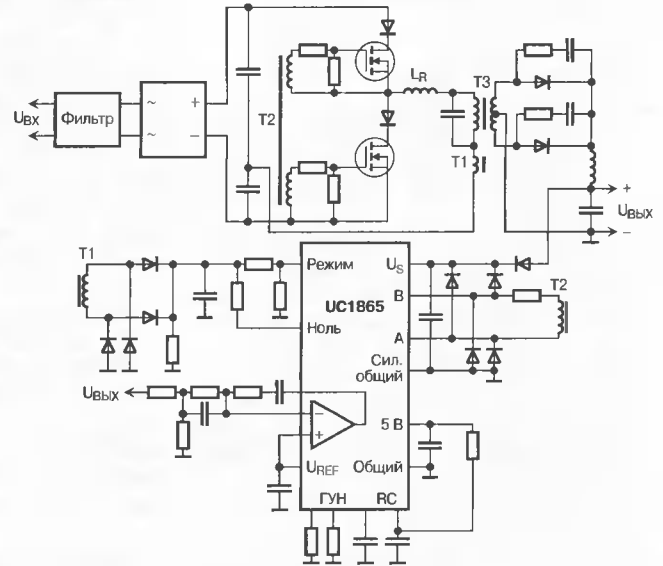 L_R
T3
T2
U_ВХ
Фильтр
~
+
~
−
T1
+
U_ВЫХ
−
T1
Режим
U_S
UC1865
B
T2
Ноль
A
Сил.
общий
U_ВЫХ
−
+
5 В
U_REF
Общий
ГУН
RC